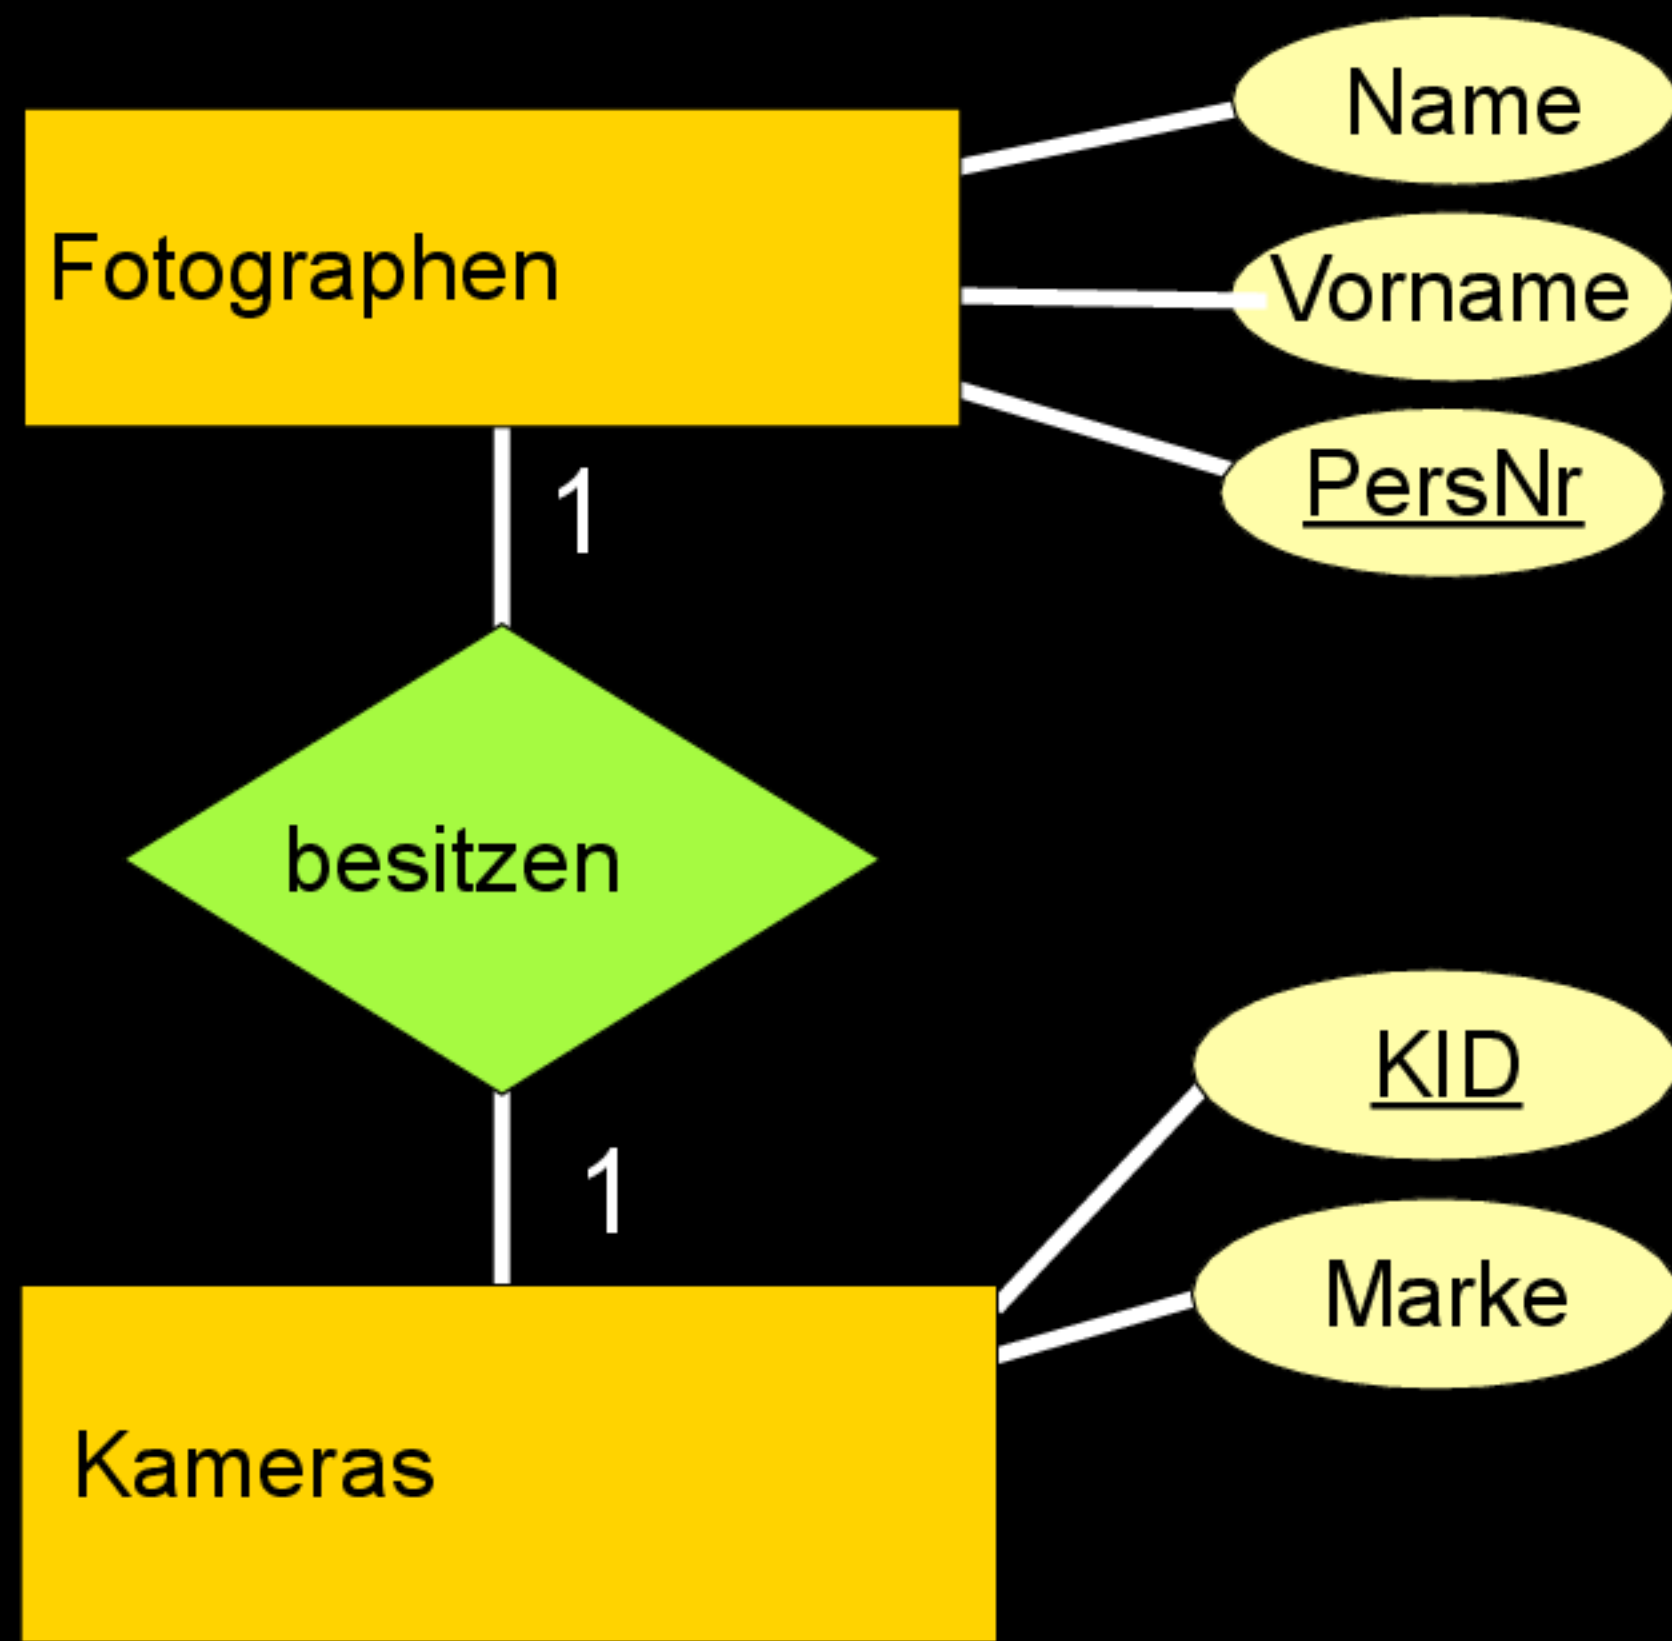 Name
Fotographen
Vorname
PersNr
1
besitzen
KID
1
Marke
Kameras